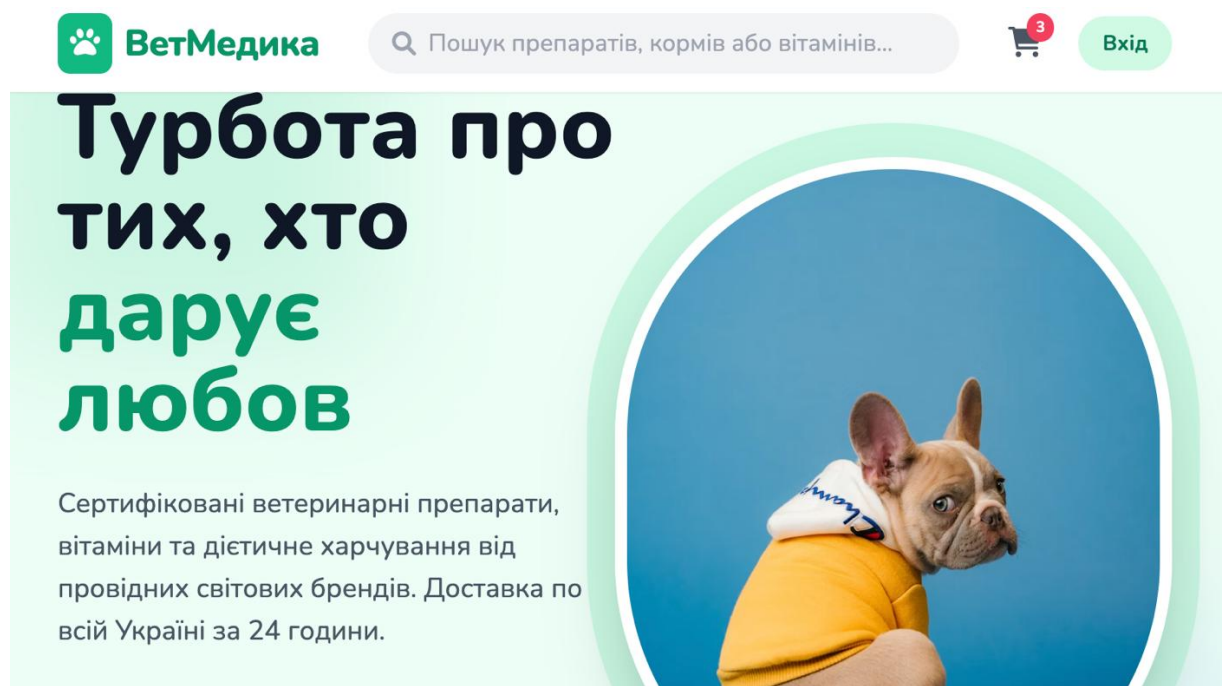 ВетМедика
Пошук препаратів, кормів або вітамінів...
3
Вхід
Турбота про
тих, хто
дарує
любов
Сертифіковані ветеринарні препарати,
вітаміни та дієтичне харчування від
провідних світових брендів. Доставка по
всій Україні за 24 години.
Champion